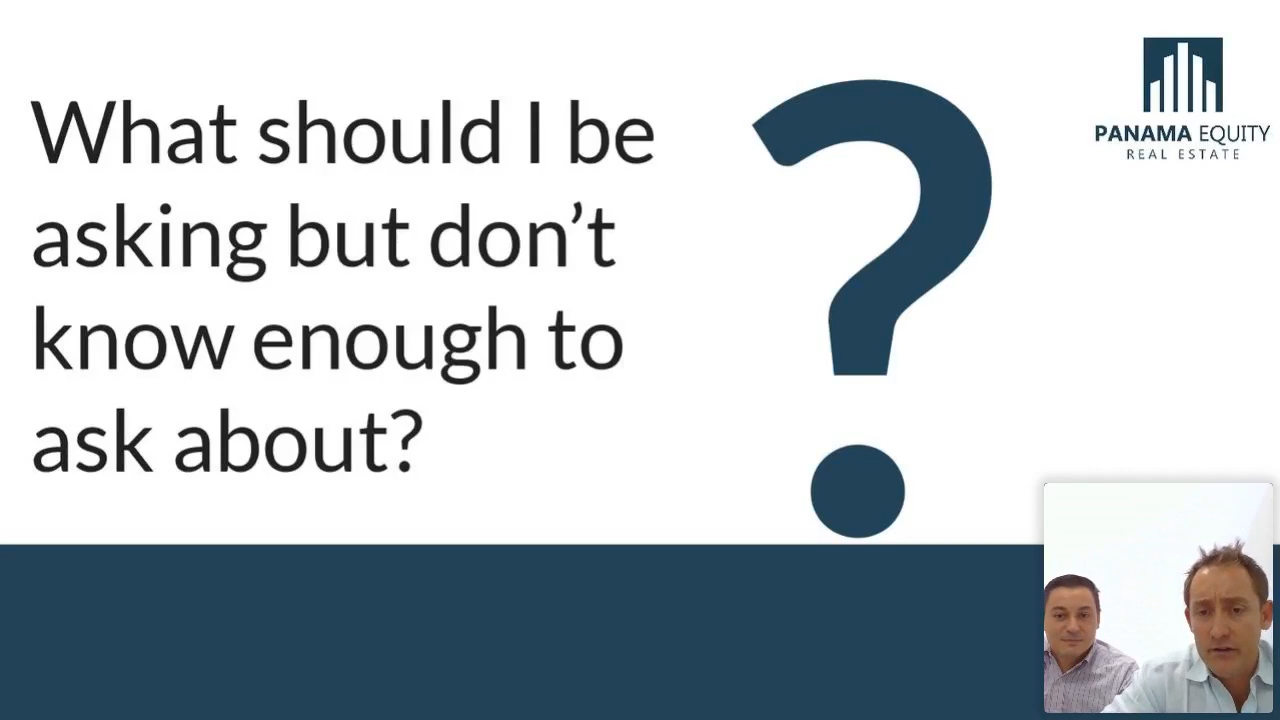 What should I be
asking but don’t
know enough to
ask about?
?
PANAMA EQUITY
REAL ESTATE